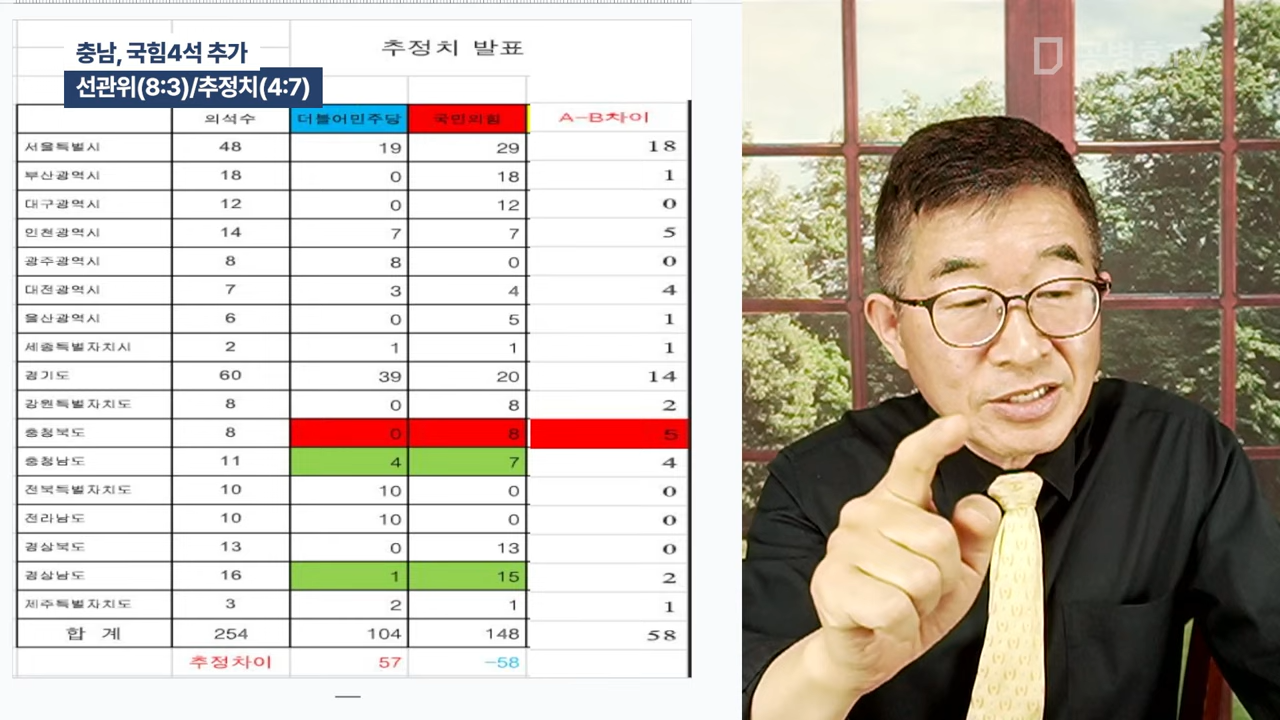 충남, 국힘4석 추가
선관위(8:3)/추정치(4:7)
추정치 발표
의석수 더불어민주당 국민의힘 A-B차이
서울특별시 48 19 29 18
부산광역시 18 0 18 1
대구광역시 12 0 12 0
인천광역시 14 7 7 5
광주광역시 8 8 0 0
대전광역시 7 3 4 4
울산광역시 6 0 5 1
세종특별자치시 2 1 1 1
경기도 60 39 20 14
강원특별자치도 8 0 8 2
충청북도 8 0 8 5
충청남도 11 4 7 4
전북특별자치도 10 10 0 0
전라남도 10 10 0 0
경상북도 13 0 13 0
경상남도 16 1 15 2
제주특별자치도 3 2 1 1
합 계 254 104 148 58
추정차이 57 -58
공병호TV